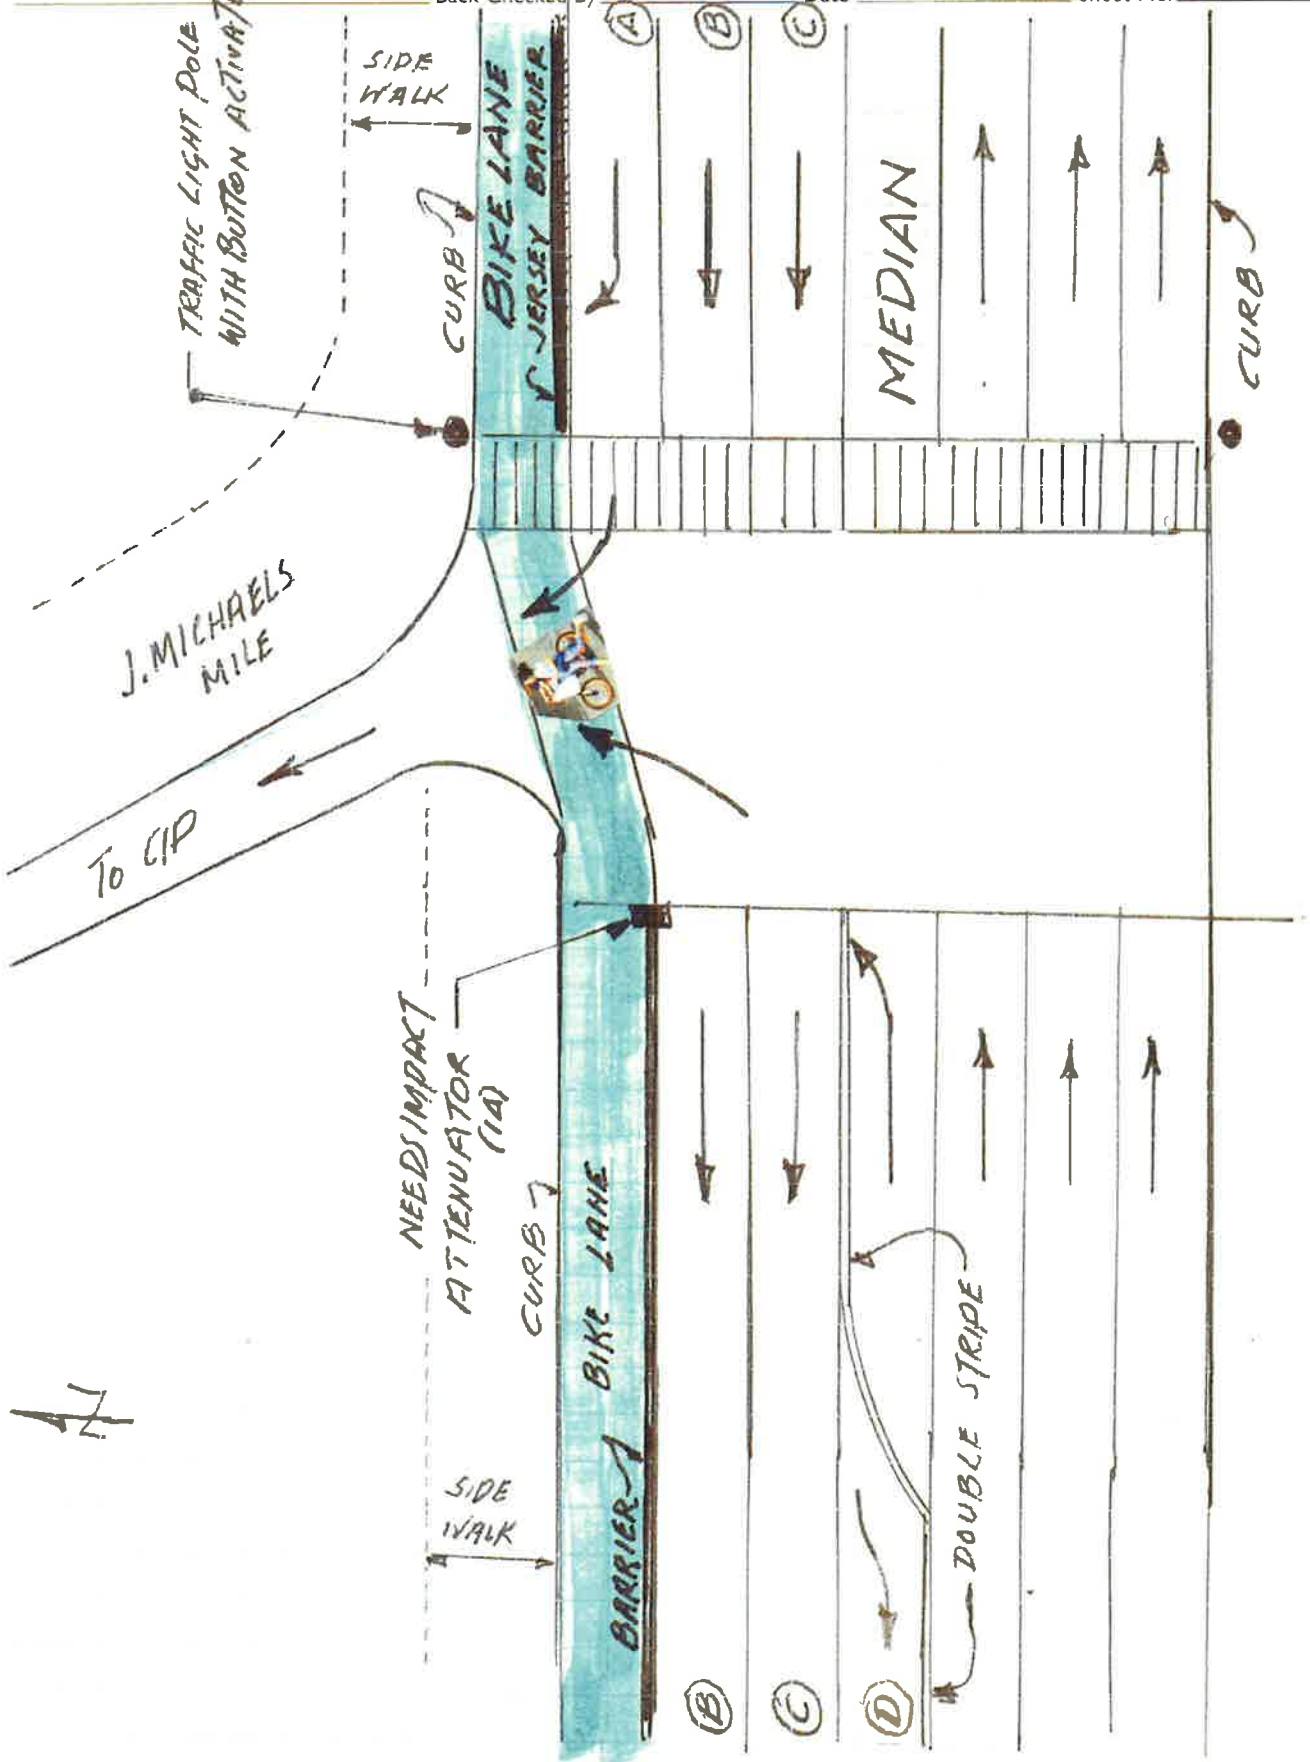 TRAFFIC LIGHT POLE
WITH BUTTON
SIDE
WALK
CURB
BIKE LANE
JERSEY BARRIER
A
B
C
MEDIAN
CURB
J. MICHAELS
MILE
To CIP
NEEDS IMPACT
ATTENUATOR
(1A)
CURB
BIKE LANE
BARRIER
SIDE
WALK
DOUBLE STRIPE
B
C
D